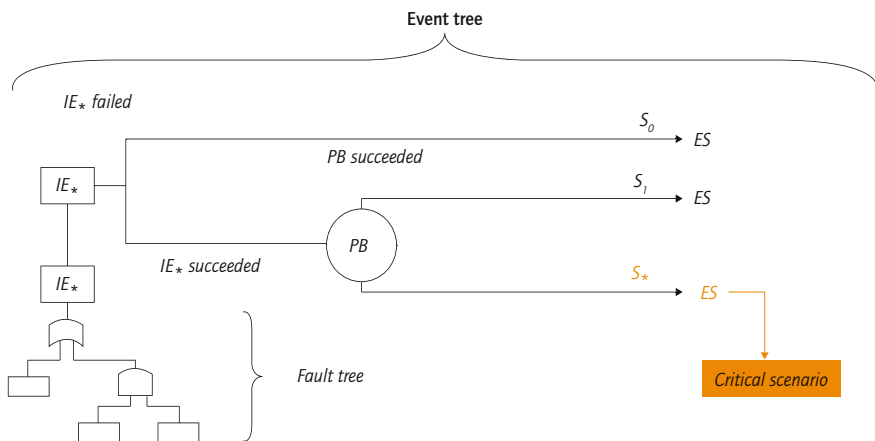 Event tree
IE* failed
S0
ES
PB succeeded
S1
ES
IE*
PB
IE* succeeded
S*
ES
IE*
Fault tree
Critical scenario